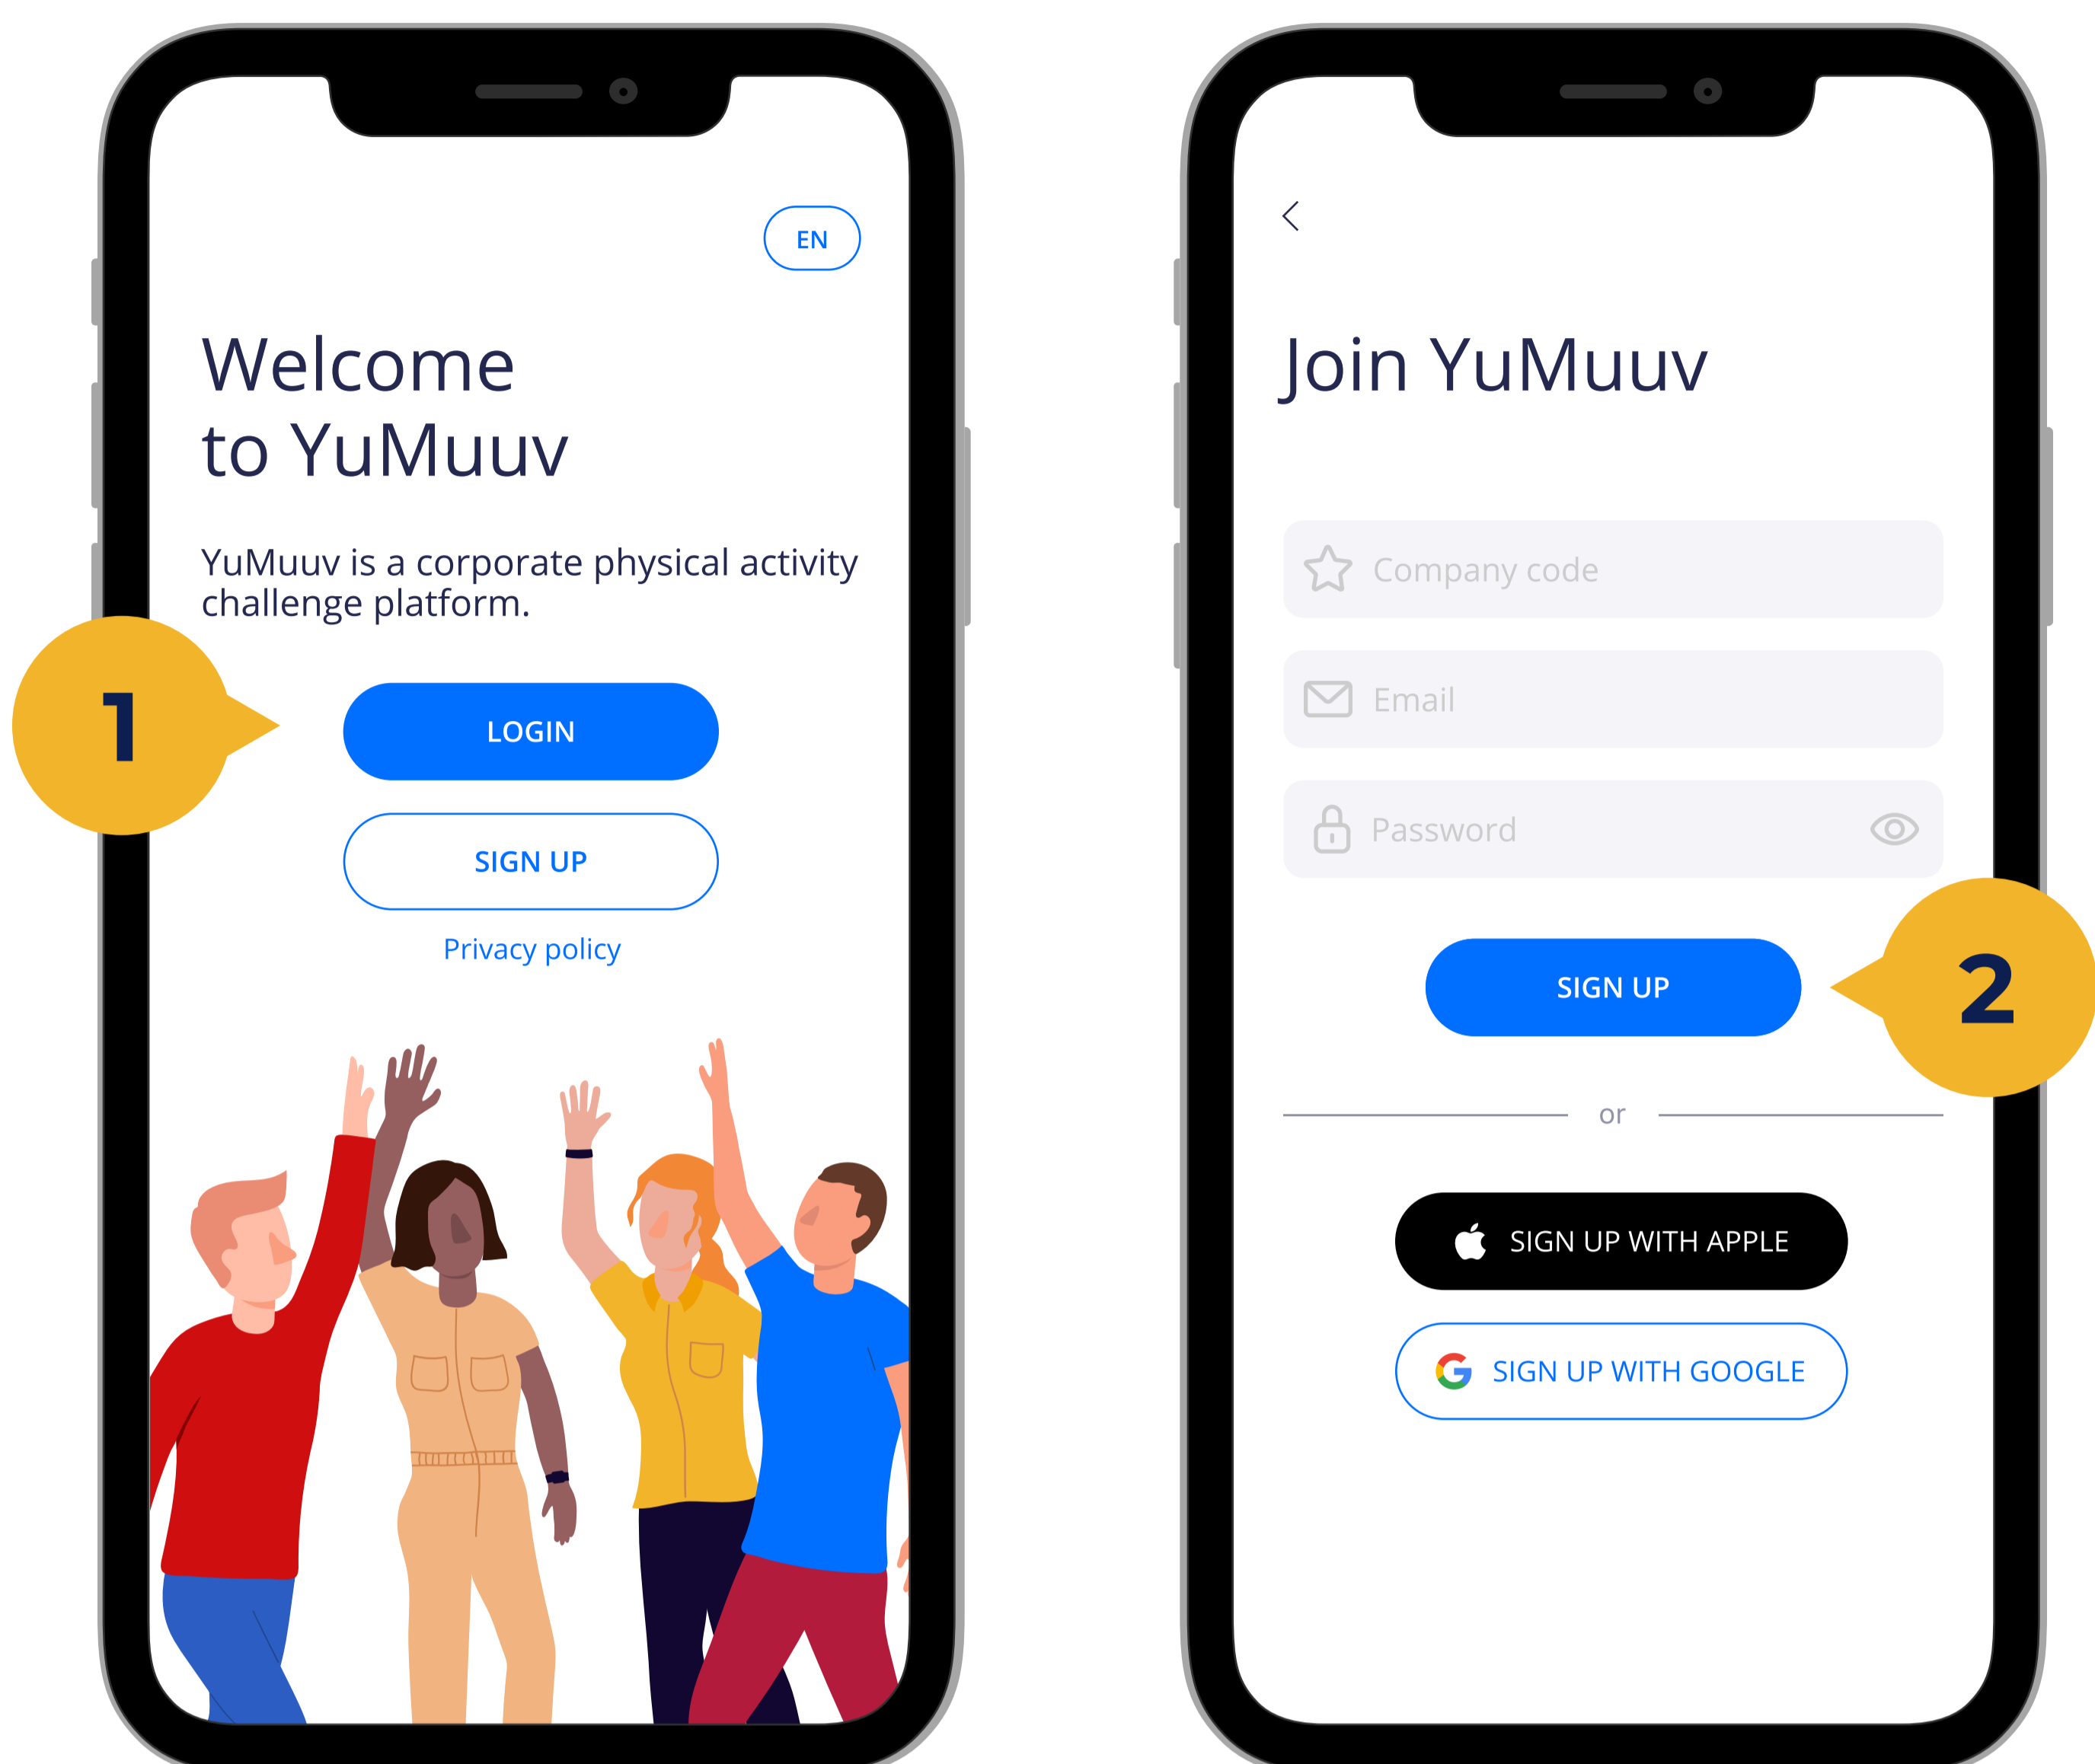 EN
Welcome
to YuMuuv
YuMuuv is a corporate physical activity
challenge platform.
1
LOGIN
SIGN UP
Privacy policy
Join YuMuuv
Company code
Email
Password
SIGN UP
2
or
SIGN UP WITH APPLE
SIGN UP WITH GOOGLE